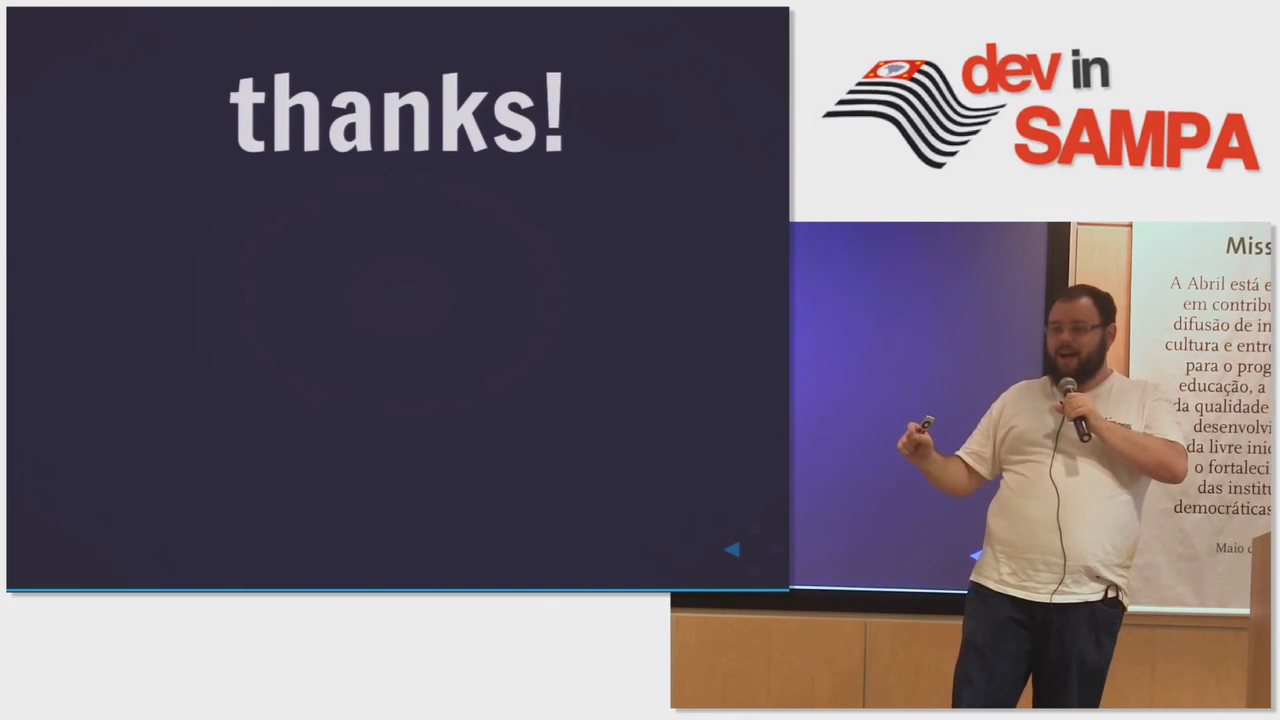 thanks!
dev in
SAMPA
Miss
A Abril está e
em contribu
difusão de in
cultura e entre
para o prog
educação, a
da qualidade
desenvolvi
da livre inic
o fortaleci
das institu
democráticas
Maio d